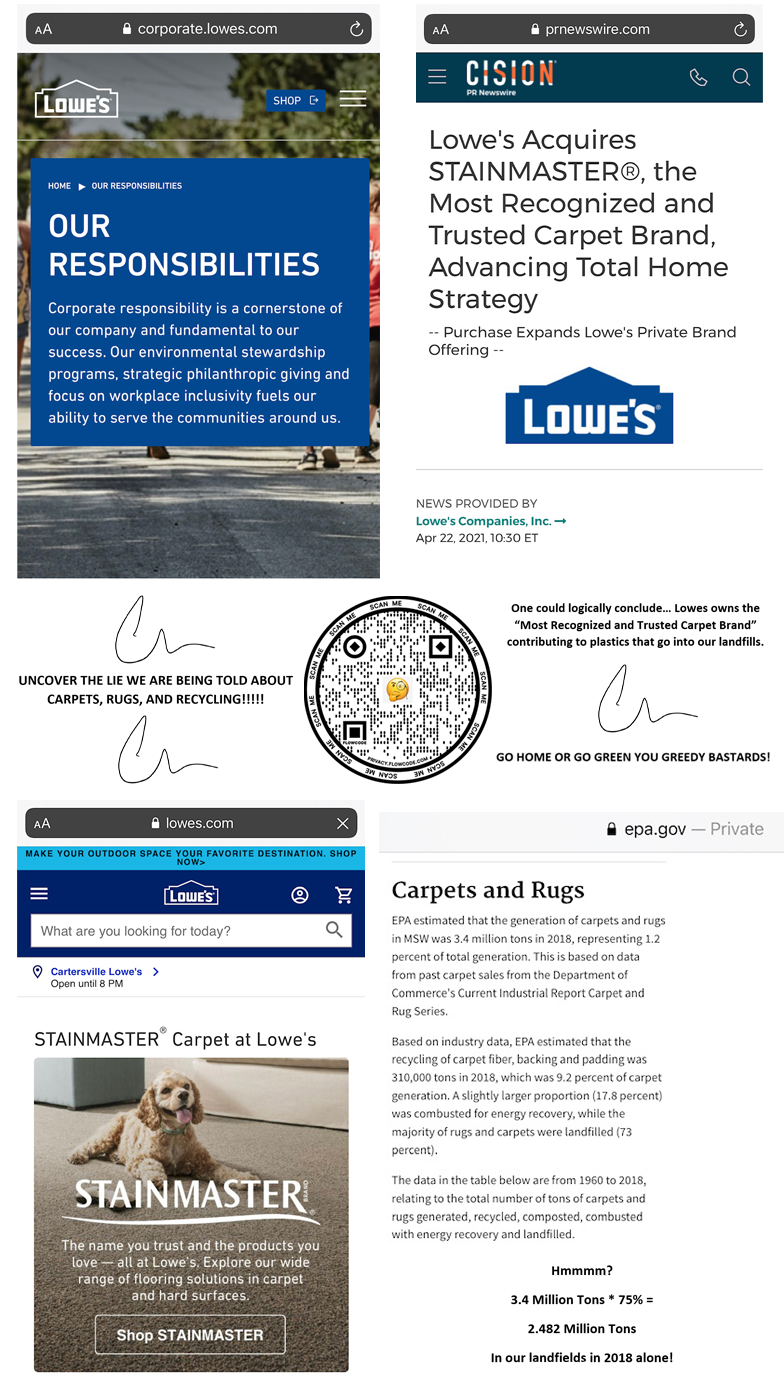 AA corporate.lowes.com
LOWE'S
SHOP
HOME ▶ OUR RESPONSIBILITIES
OUR
RESPONSIBILITIES
Corporate responsibility is a cornerstone of
our company and fundamental to our
success. Our environmental stewardship
programs, strategic philanthropic giving and
focus on workplace inclusivity fuels our
ability to serve the communities around us.
AA prnewswire.com
CISION®
PR Newswire
Lowe's Acquires
STAINMASTER®, the
Most Recognized and
Trusted Carpet Brand,
Advancing Total Home
Strategy
-- Purchase Expands Lowe's Private Brand
Offering --
LOWE'S®
NEWS PROVIDED BY
Lowe's Companies, Inc. →
Apr 22, 2021, 10:30 ET
UNCOVER THE LIE WE ARE BEING TOLD ABOUT
CARPETS, RUGS, AND RECYCLING!!!!!
SCAN ME SCAN ME SCAN ME SCAN ME SCAN ME SCAN ME SCAN ME SCAN ME SCAN ME SCAN ME
FLOWCODE
PRIVACY.FLOWCODE.COM
One could logically conclude... Lowes owns the
“Most Recognized and Trusted Carpet Brand”
contributing to plastics that go into our landfills.
GO HOME OR GO GREEN YOU GREEDY BASTARDS!
AA lowes.com
MAKE YOUR OUTDOOR SPACE YOUR FAVORITE DESTINATION. SHOP
NOW>
LOWE'S
What are you looking for today?
Cartersville Lowe's >
Open until 8 PM
STAINMASTER® Carpet at Lowe's
STAINMASTER® BRAND
The name you trust and the products you
love — all at Lowe's. Explore our wide
range of flooring solutions in carpet
and hard surfaces.
Shop STAINMASTER
epa.gov — Private
Carpets and Rugs
EPA estimated that the generation of carpets and rugs
in MSW was 3.4 million tons in 2018, representing 1.2
percent of total generation. This is based on data
from past carpet sales from the Department of
Commerce's Current Industrial Report Carpet and
Rug Series.
Based on industry data, EPA estimated that the
recycling of carpet fiber, backing and padding was
310,000 tons in 2018, which was 9.2 percent of carpet
generation. A slightly larger proportion (17.8 percent)
was combusted for energy recovery, while the
majority of rugs and carpets were landfilled (73
percent).
The data in the table below are from 1960 to 2018,
relating to the total number of tons of carpets and
rugs generated, recycled, composted, combusted
with energy recovery and landfilled.
Hmmmm?
3.4 Million Tons * 75% =
2.482 Million Tons
In our landfields in 2018 alone!